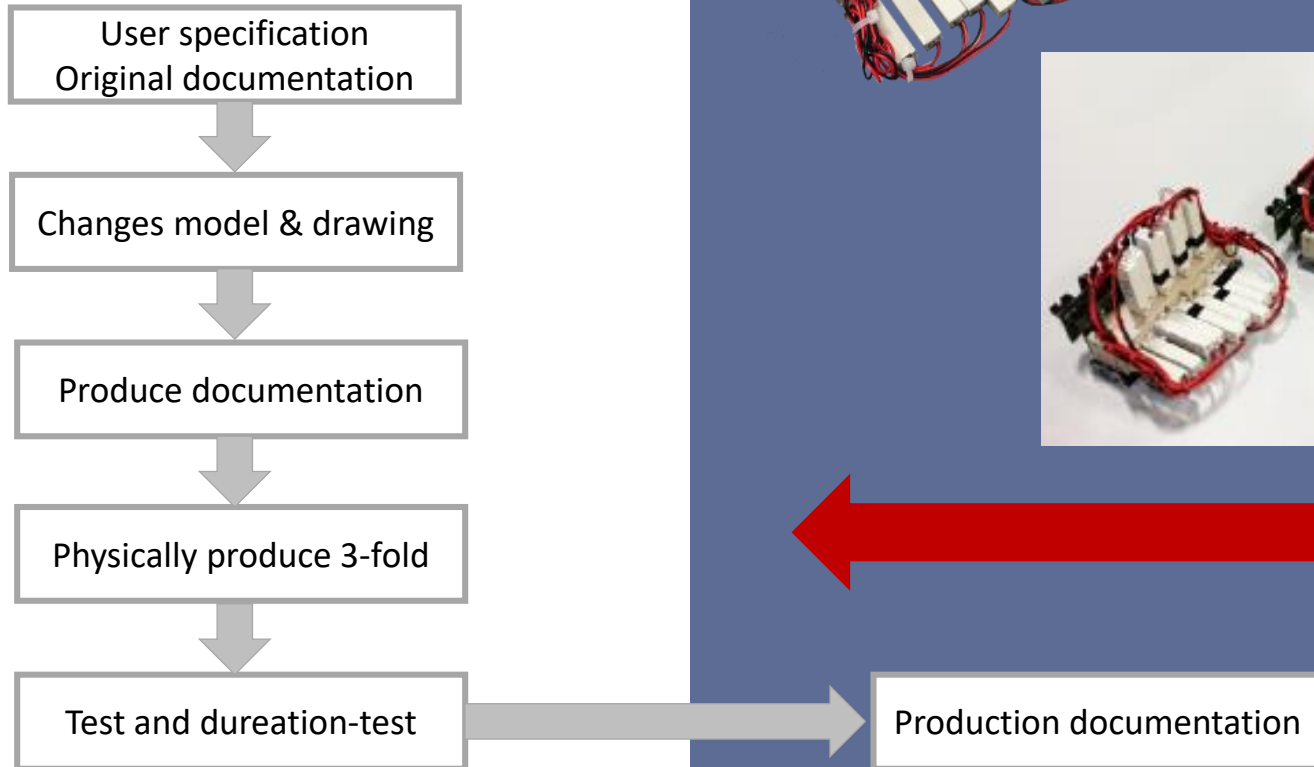 User specification
Original documentation
Changes model & drawing
Produce documentation
Physically produce 3-fold
Test and dureation-test
Production documentation